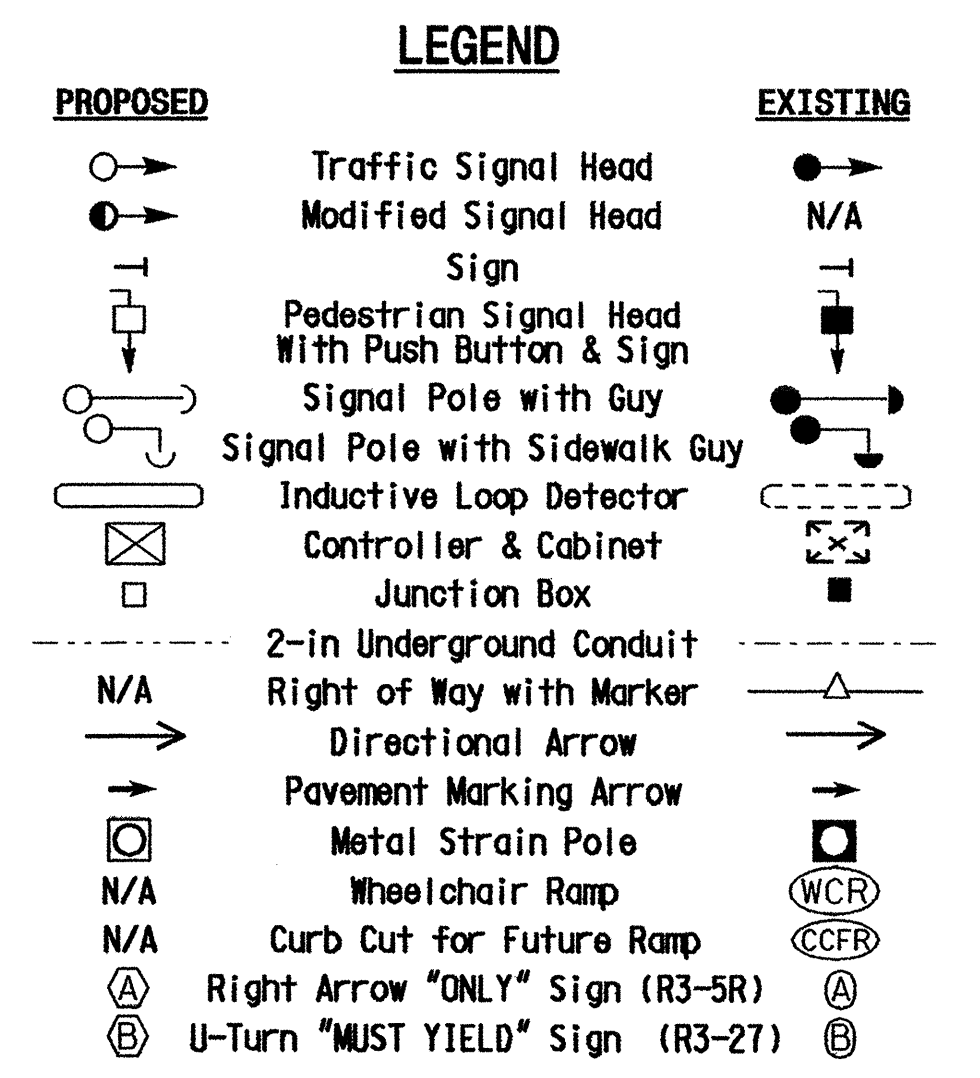 LEGEND
PROPOSED EXISTING
Traffic Signal Head
Modified Signal Head N/A
Sign
Pedestrian Signal Head
With Push Button & Sign
Signal Pole with Guy
Signal Pole with Sidewalk Guy
Inductive Loop Detector
Controller & Cabinet
Junction Box
2-in Underground Conduit
N/A Right of Way with Marker
Directional Arrow
Pavement Marking Arrow
Metal Strain Pole
N/A Wheelchair Ramp WCR
N/A Curb Cut for Future Ramp CCFR
A Right Arrow "ONLY" Sign (R3-5R) A
B U-Turn "MUST YIELD" Sign (R3-27) B